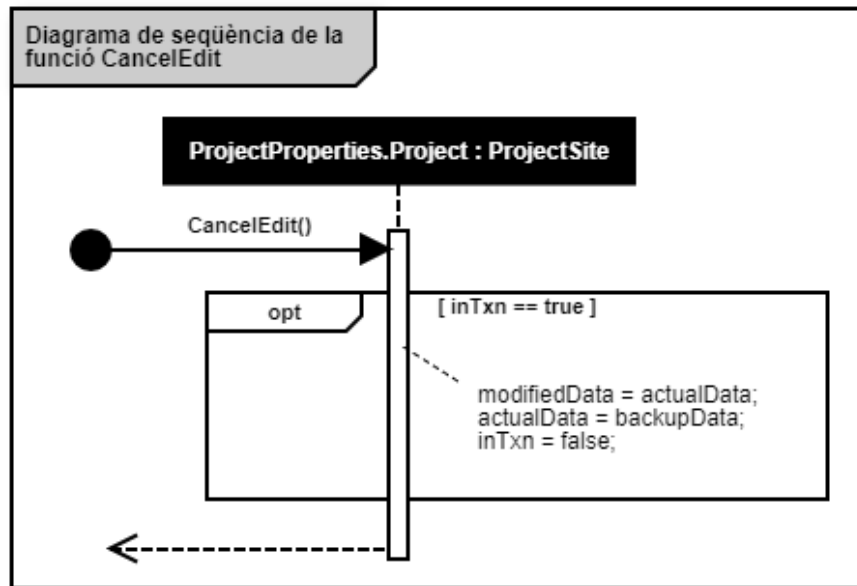 Diagrama de seqüència de la
funció CancelEdit
ProjectProperties.Project : ProjectSite
CancelEdit()
opt
[ inTxn == true ]
modifiedData = actualData;
actualData = backupData;
inTxn = false;